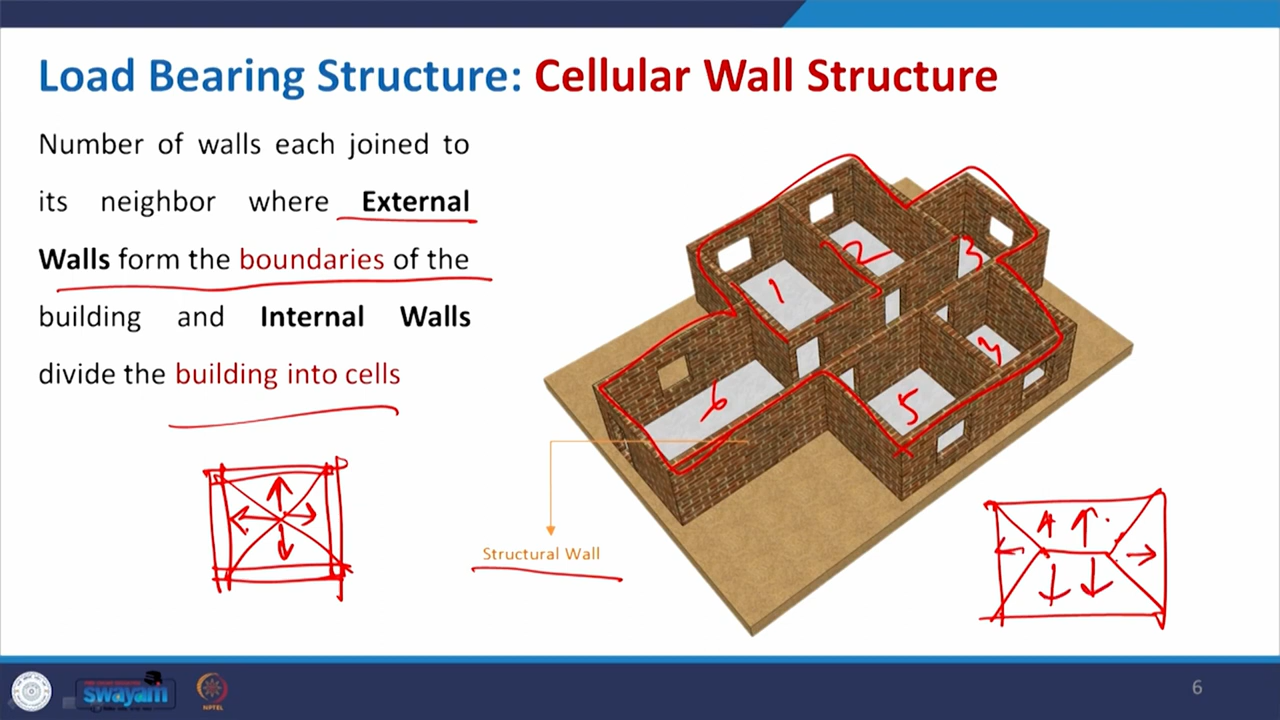 Load Bearing Structure: Cellular Wall Structure
Number of walls each joined to
its neighbor where External
Walls form the boundaries of the
building and Internal Walls
divide the building into cells
1
2
3
4
5
6
Structural Wall
swayam
NPTEL
6